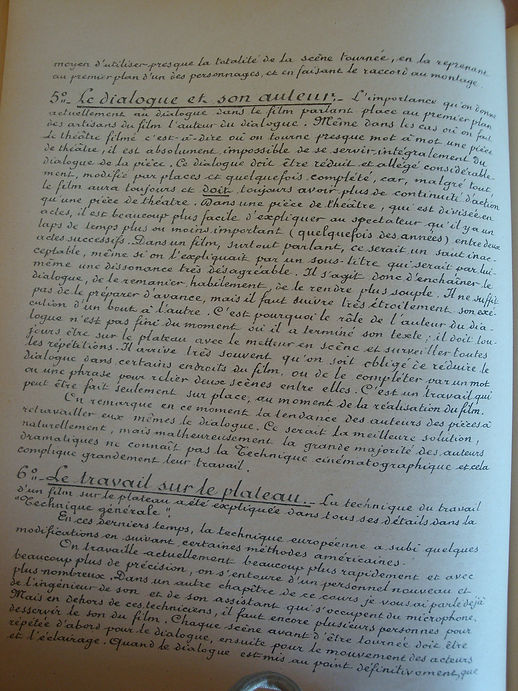 moyen d'utiliser presque la totalité de la scène tournée, en la reprenant
au premier plan d'un des personnages, et en faisant le raccord au montage.
5º- Le dialogue et son auteur.- L'importance qu'on donne
actuellement au dialogue dans le film parlant place au premier plan
des artisans du film l'auteur du dialogue. Même dans les cas où on fait
du théâtre filmé c'est-à-dire où on tourne presque mot à mot une pièce
de théâtre, il est absolument impossible de se servir intégralement du
dialogue de la pièce. Ce dialogue doit être réduit et allégé considérable-
ment, modifié par places et quelquefois complété, car, malgré tout,
le film aura toujours et doit toujours avoir plus de continuité d'action
qu'une pièce de théâtre. Dans une pièce de théâtre, qui est divisée en
actes, il est beaucoup plus facile d'expliquer au spectateur qu'il y a un
laps de temps plus ou moins important (quelquefois des années) entre deux
actes successifs. Dans un film, surtout parlant, ce serait un saut inac-
ceptable, même si on l'expliquait par un sous-titre qui serait par lui-
même une dissonance très désagréable. Il s'agit donc d'enchaîner le
dialogue, de le remanier habilement, de le rendre plus souple. Il ne suffit
pas de le préparer d'avance, mais il faut suivre très étroitement son exé-
cution d'un bout à l'autre. C'est pourquoi le rôle de l'auteur du dia-
logue n'est pas fini du moment où il a terminé son texte; il doit tou-
jours être sur le plateau avec le metteur en scène et surveiller toutes
les répétitions. Il arrive très souvent qu'on soit obligé de réduire le
dialogue dans certains endroits du film, ou de le compléter par un mot
ou une phrase pour relier deux scènes entre elles. C'est un travail qui
peut être fait seulement sur place, au moment de la réalisation du film.
On remarque en ce moment la tendance des auteurs des pièces à
retravailler eux mêmes le dialogue. Ce serait la meilleure solution,
naturellement, mais malheureusement la grande majorité des auteurs
dramatiques ne connait pas la Technique cinématographique et cela
complique grandement leur travail.
6º- Le travail sur le plateau.- La technique du travail
d'un film sur le plateau a été expliquée dans tous ses détails dans la
"Technique générale".
En ces derniers temps, la technique européenne a subi quelques
modifications en suivant certaines méthodes américaines.
On travaille actuellement beaucoup plus rapidement et avec
beaucoup plus de précision, on s'entoure d'un personnel nouveau et
plus nombreux. Dans un autre chapitre de ce cours je vous ai parlé déjà
de l'ingénieur de son et de son assistant qui s'occupent du microphone.
Mais en dehors de ces techniciens, il faut encore plusieurs personnes pour
desservir le son du film. Chaque scène avant d'être tournée doit être
répétée d'abord pour le dialogue, ensuite pour le mouvement des acteurs
et l'éclairage. Quand le dialogue est mis au point définitivement, que